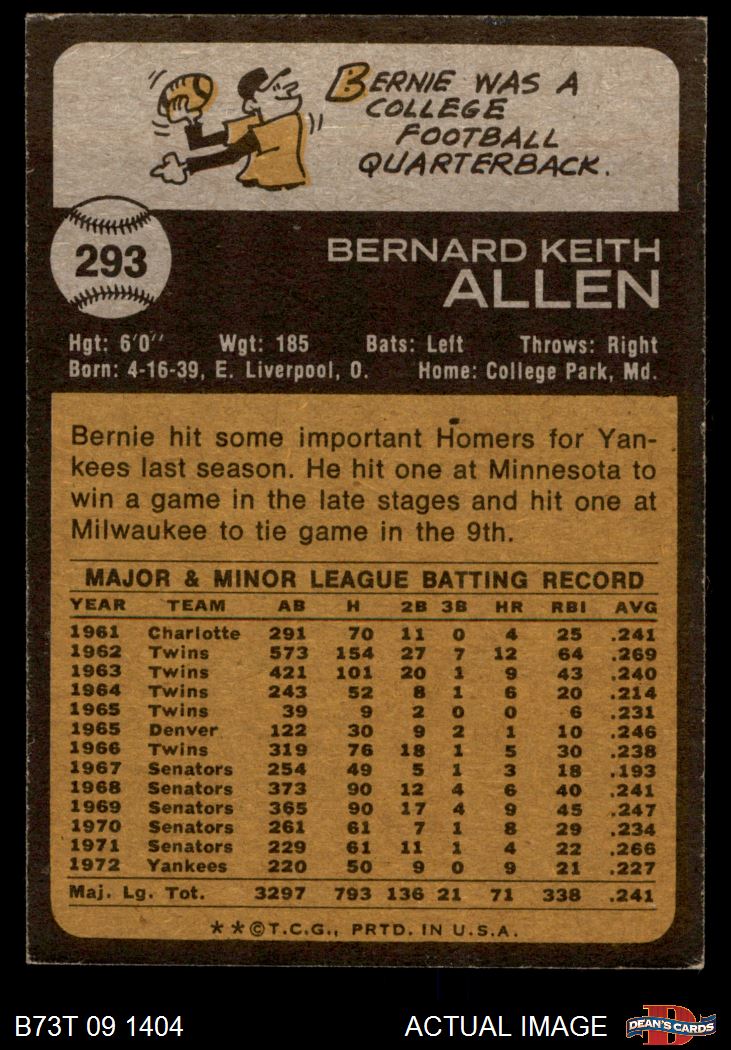 BERNIE WAS A
COLLEGE
FOOTBALL
QUARTERBACK.
293
BERNARD KEITH
ALLEN
Hgt: 6'0" Wgt: 185 Bats: Left Throws: Right
Born: 4-16-39, E. Liverpool, O. Home: College Park, Md.
Bernie hit some important Homers for Yan-
kees last season. He hit one at Minnesota to
win a game in the late stages and hit one at
Milwaukee to tie game in the 9th.
MAJOR & MINOR LEAGUE BATTING RECORD
YEAR TEAM AB H 2B 3B HR RBI AVG
1961 Charlotte 291 70 11 0 4 25 .241
1962 Twins 573 154 27 7 12 64 .269
1963 Twins 421 101 20 1 9 43 .240
1964 Twins 243 52 8 1 6 20 .214
1965 Twins 39 9 2 0 0 6 .231
1965 Denver 122 30 9 2 1 10 .246
1966 Twins 319 76 18 1 5 30 .238
1967 Senators 254 49 5 1 3 18 .193
1968 Senators 373 90 12 4 6 40 .241
1969 Senators 365 90 17 4 9 45 .247
1970 Senators 261 61 7 1 8 29 .234
1971 Senators 229 61 11 1 4 22 .266
1972 Yankees 220 50 9 0 9 21 .227
Maj. Lg. Tot. 3297 793 136 21 71 338 .241
**©T.C.G., PRTD. IN U.S.A.
B73T 09 1404 ACTUAL IMAGE D DEAN'S CARDS